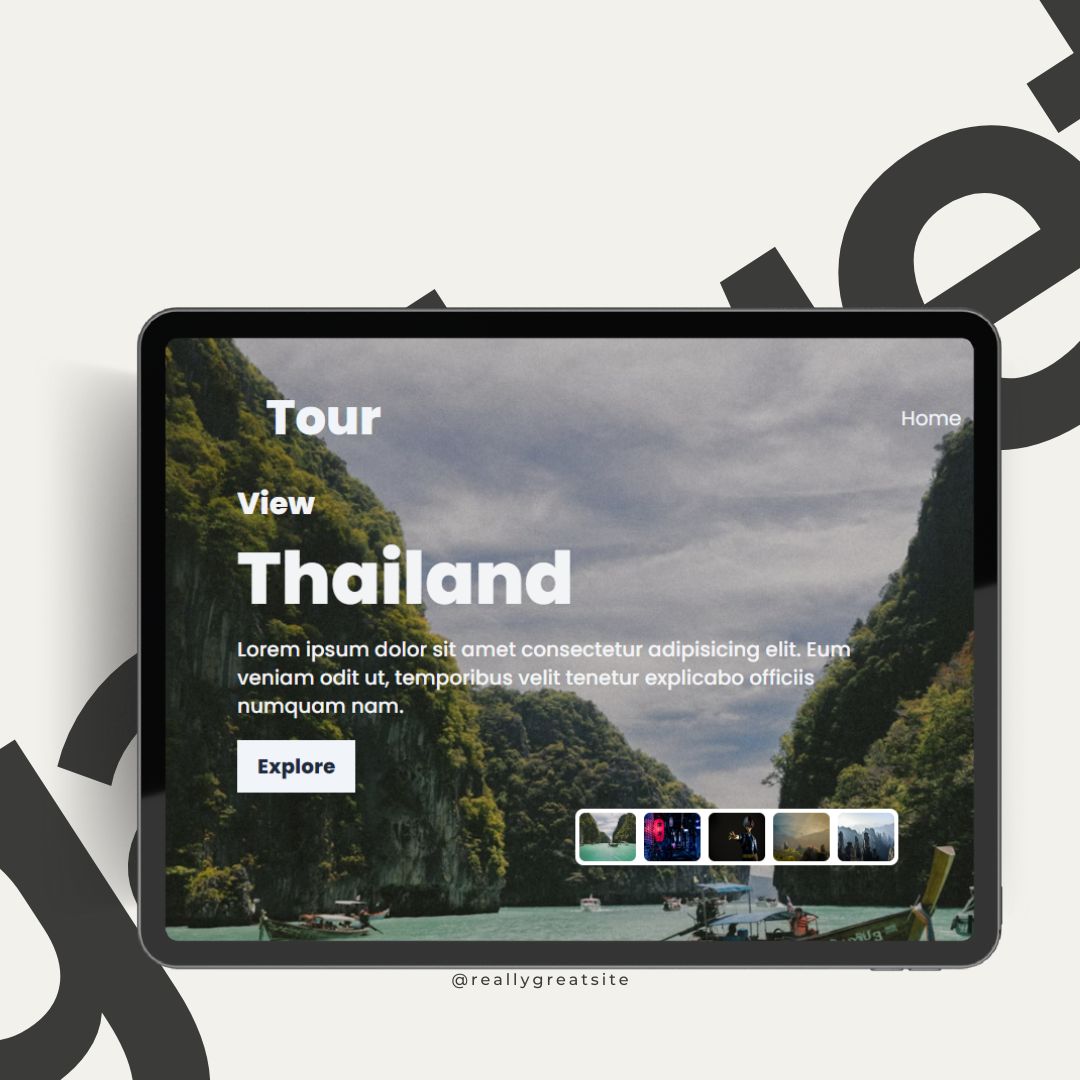 Tour
Home
View
Thailand
Lorem ipsum dolor sit amet consectetur adipisicing elit. Eum
veniam odit ut, temporibus velit tenetur explicabo officiis
numquam nam.
Explore
@reallygreatsite